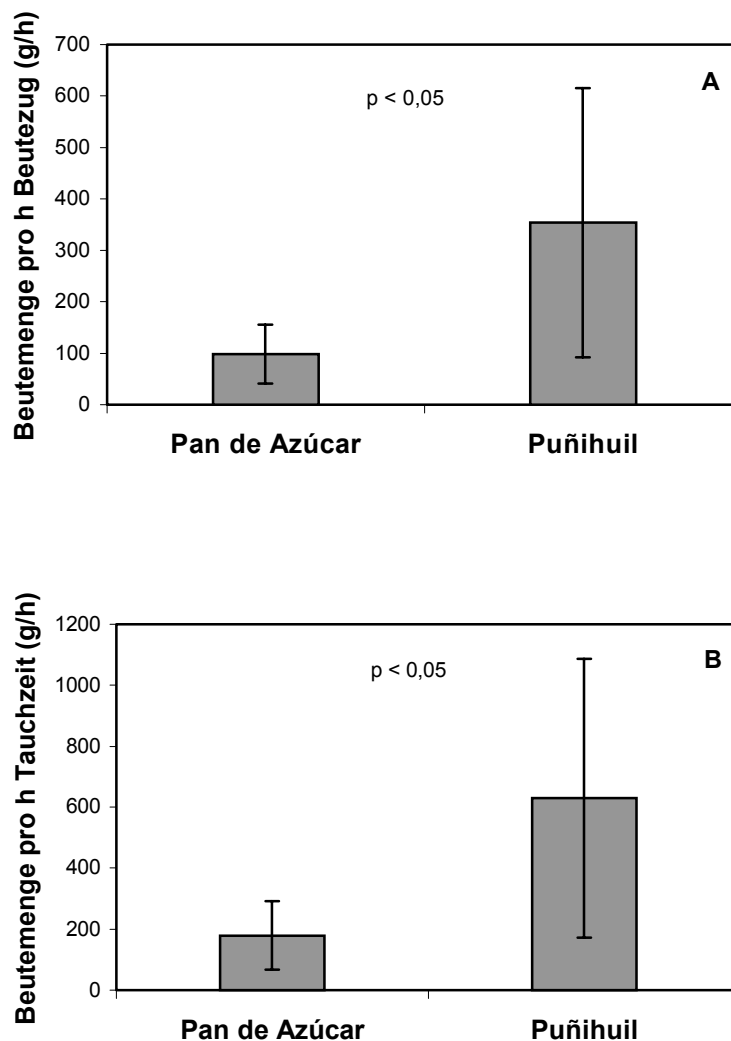 Beutemenge pro h Beutezug (g/h)
700
600
500
400
300
200
100
0
A
p < 0,05
Pan de Azúcar
Puñihuil
Beutemenge pro h Tauchzeit (g/h)
1200
1000
800
600
400
200
0
B
p < 0,05
Pan de Azúcar
Puñihuil